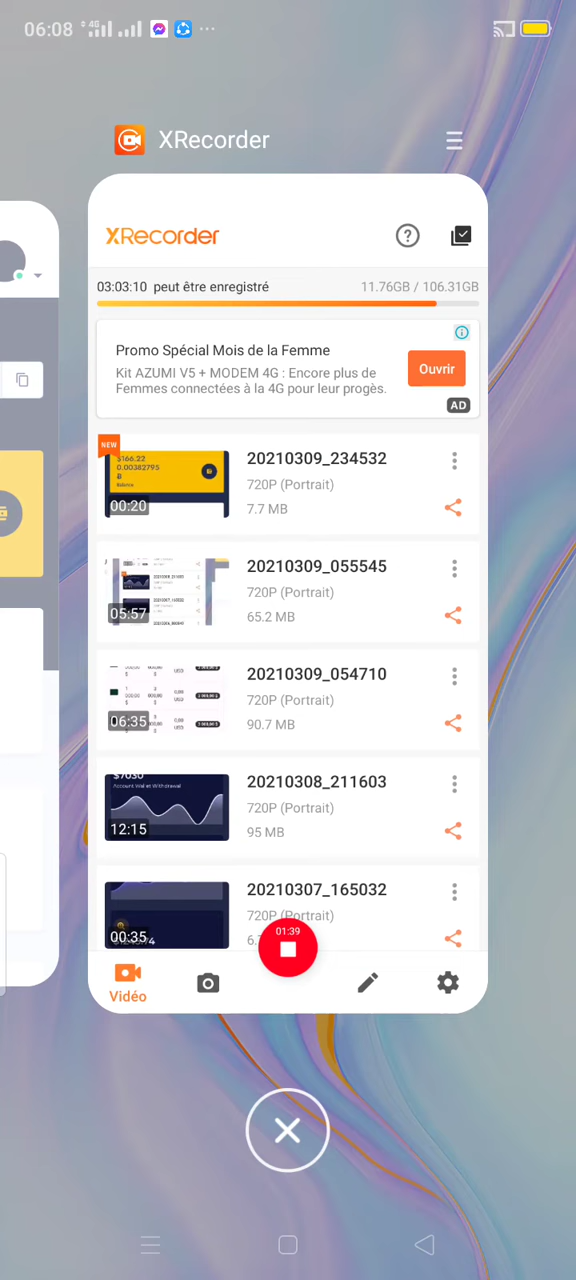 06:08 4G
XRecorder
XRecorder
03:03:10 peut être enregistré 11.76GB / 106.31GB
Promo Spécial Mois de la Femme
Kit AZUMI V5 + MODEM 4G : Encore plus de
Femmes connectées à la 4G pour leur progès.
Ouvrir
AD
NEW
$166.22
0.00382795
B
Balance
00:20
20210309_234532
720P (Portrait)
7.7 MB
05:57
20210309_055545
720P (Portrait)
65.2 MB
06:35
20210309_054710
720P (Portrait)
90.7 MB
$7030
Account Wal et Withdrawal
12:15
20210308_211603
720P (Portrait)
95 MB
00:35
20210307_165032
720P (Portrait)
01:39
Vidéo